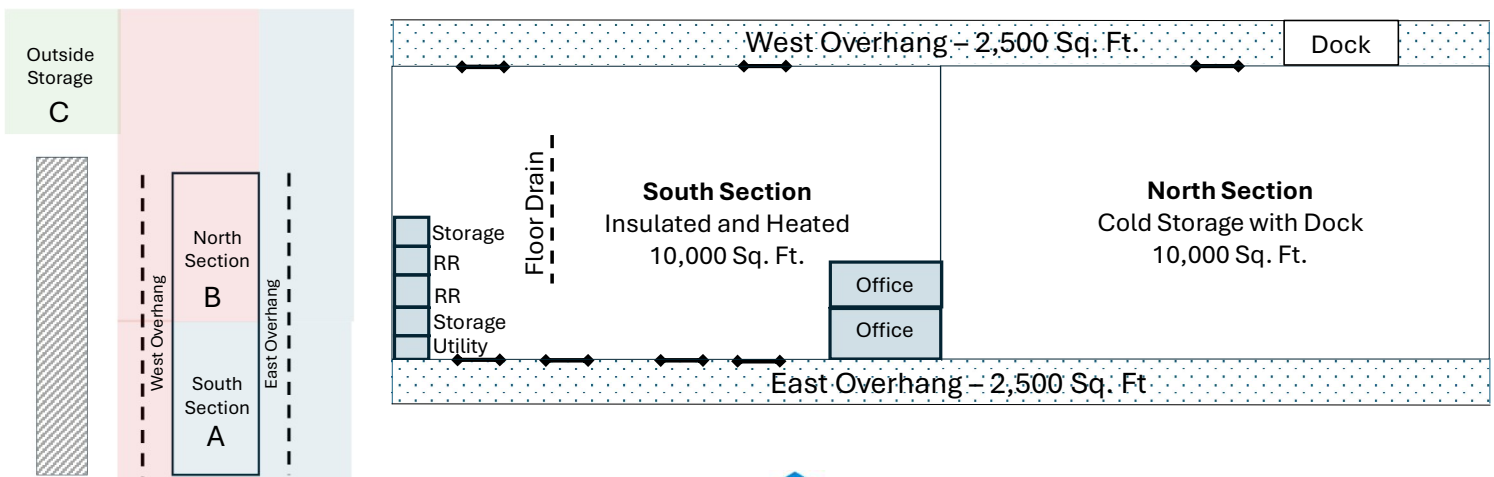 Outside
Storage
C
North
Section
B
West Overhang
East Overhang
South
Section
A
West Overhang – 2,500 Sq. Ft.
Dock
Floor Drain
South Section
Insulated and Heated
10,000 Sq. Ft.
North Section
Cold Storage with Dock
10,000 Sq. Ft.
Storage
RR
RR
Storage
Utility
Office
Office
East Overhang – 2,500 Sq. Ft